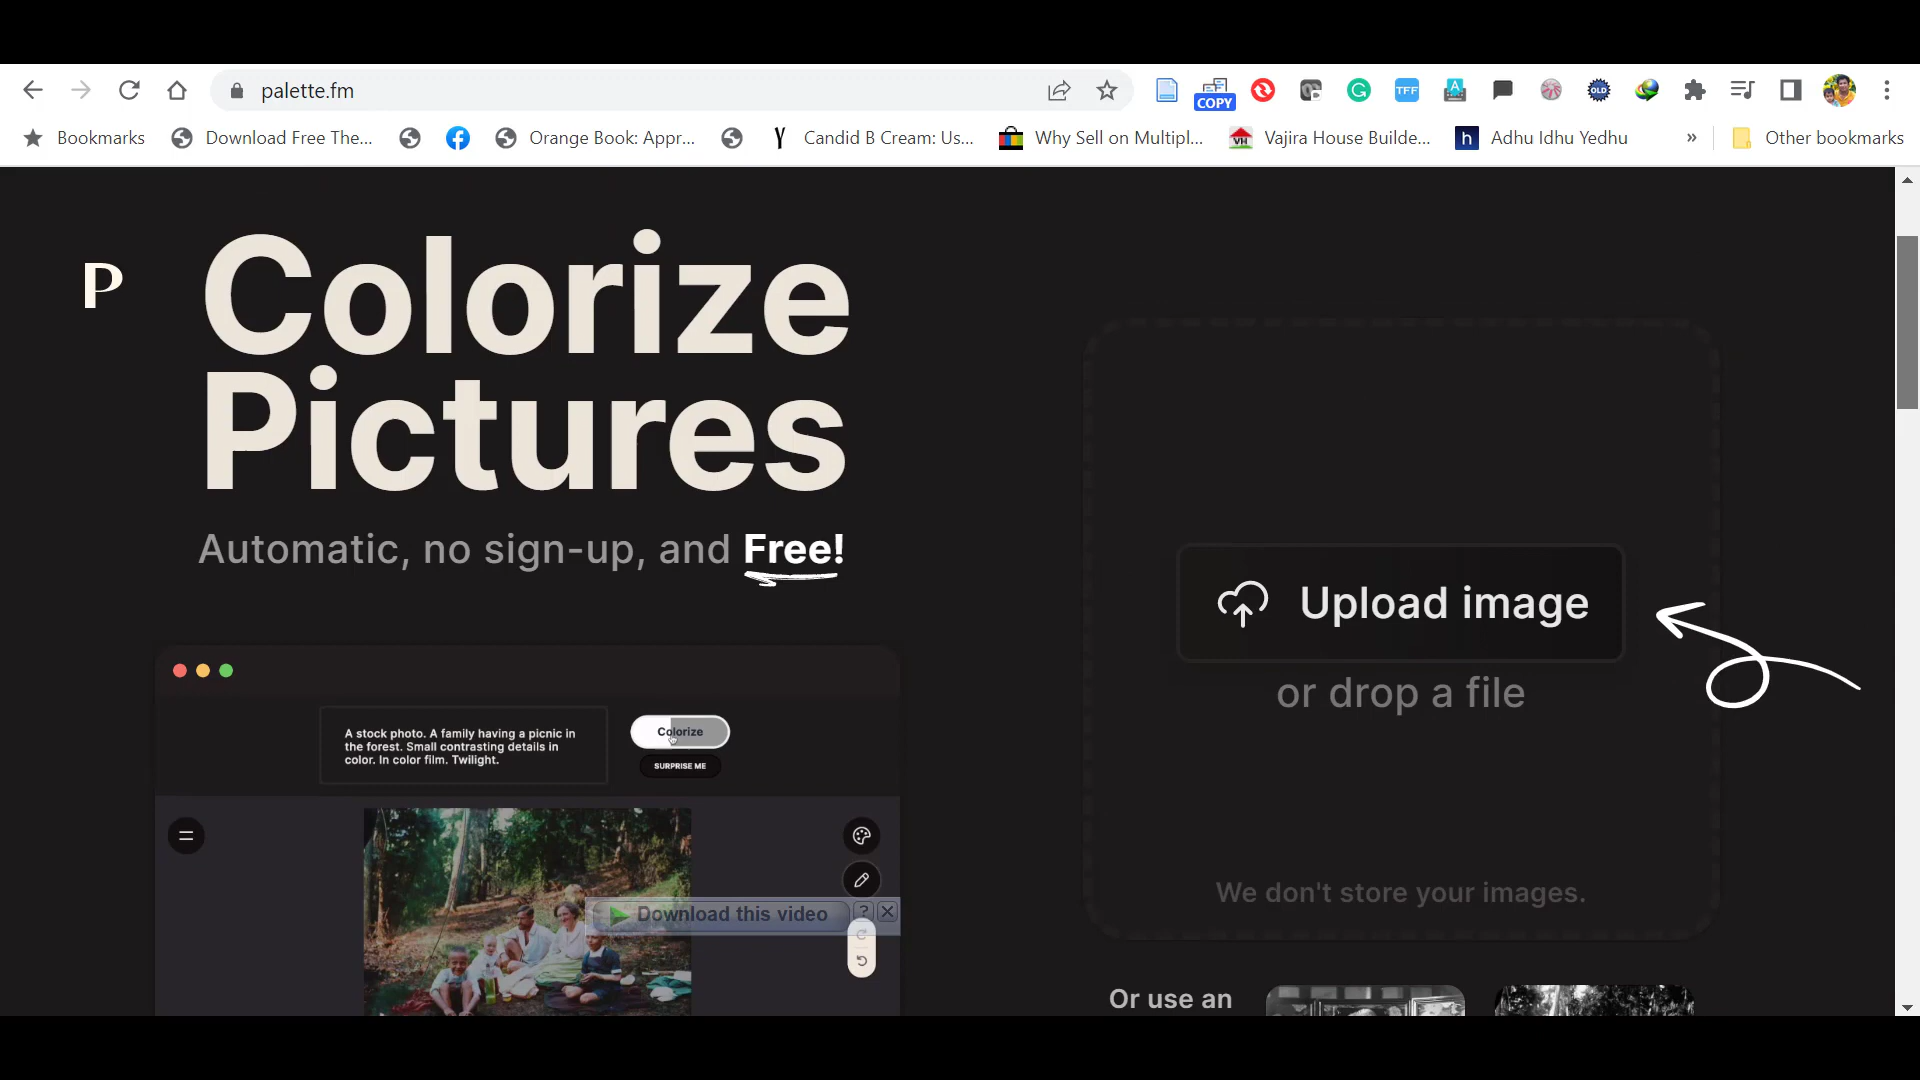 palette.fm
COPY
TFF
A
OLD
Bookmarks
Download Free The...
Orange Book: Appr...
Candid B Cream: Us...
Why Sell on Multipl...
VH
Vajira House Builde...
h
Adhu Idhu Yedhu
»
Other bookmarks
P
Colorize
Pictures
Automatic, no sign-up, and Free!
Upload image
or drop a file
We don't store your images.
Or use an
A stock photo. A family having a picnic in
the forest. Small contrasting details in
color. In color film. Twilight.
Colorize
SURPRISE ME
Download this video
?